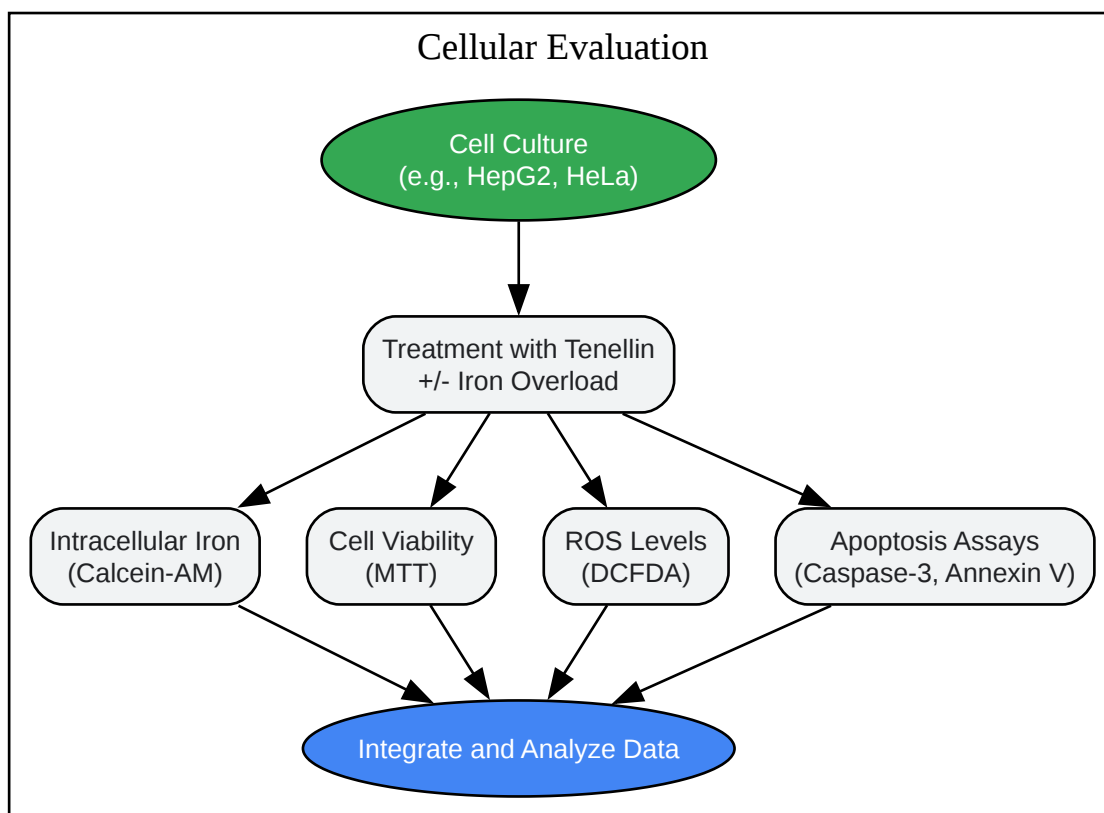 Cellular Evaluation
Cell Culture
(e.g., HepG2, HeLa)
Treatment with Tenellin
+/- Iron Overload
Intracellular Iron
(Calcein-AM)
Cell Viability
(MTT)
ROS Levels
(DCFDA)
Apoptosis Assays
(Caspase-3, Annexin V)
Integrate and Analyze Data